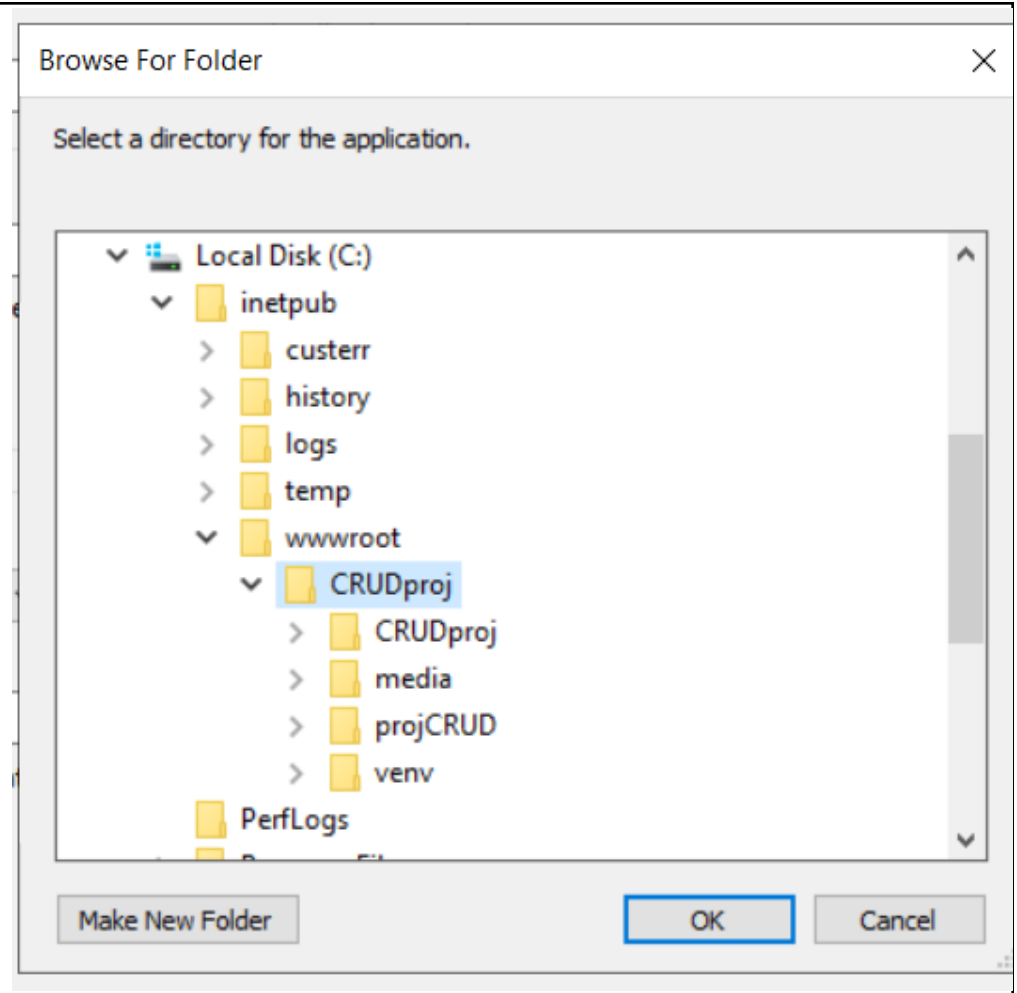 Browse For Folder
Select a directory for the application.
Local Disk (C:)
inetpub
custerr
history
logs
temp
wwwroot
CRUDproj
CRUDproj
media
projCRUD
venv
PerfLogs
Make New Folder
OK
Cancel